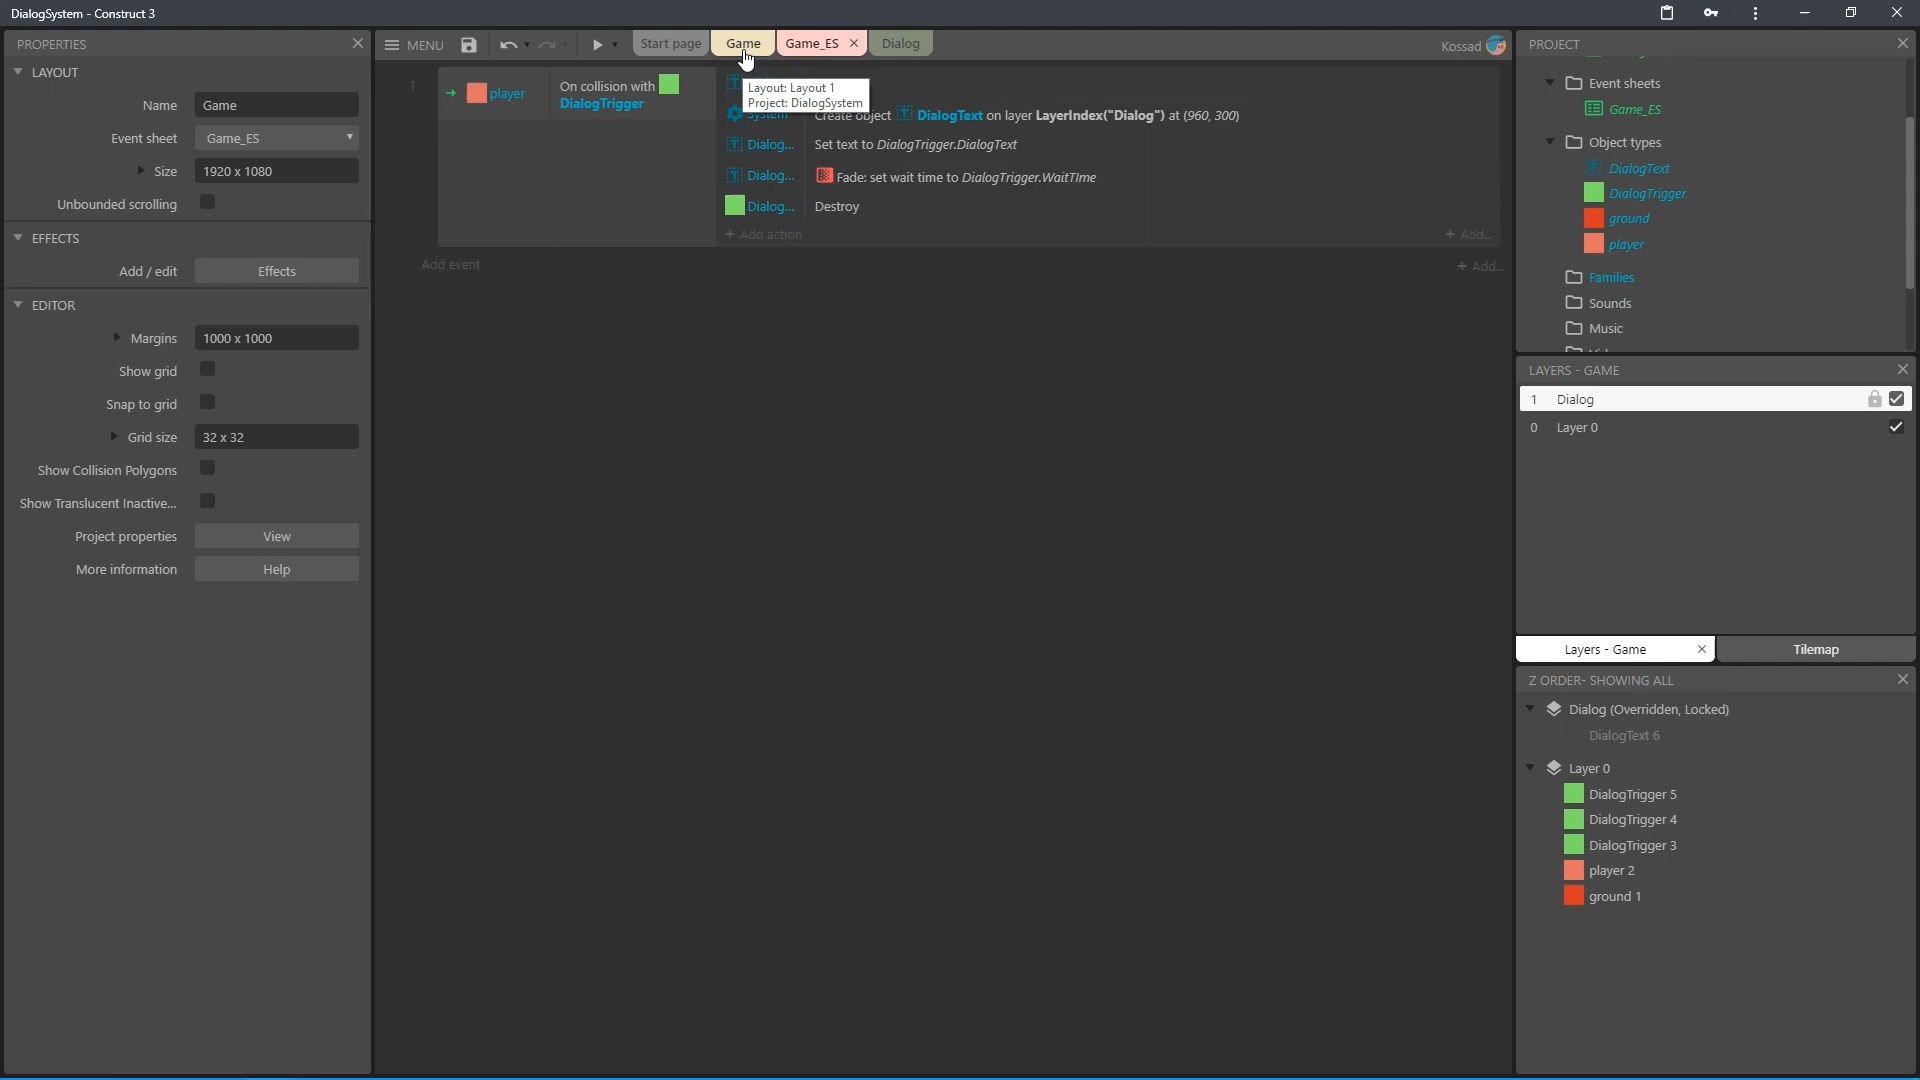 DialogSystem - Construct 3
PROPERTIES
LAYOUT
Name Game
Event sheet Game_ES
Size 1920 x 1080
Unbounded scrolling
EFFECTS
Add / edit Effects
EDITOR
Margins 1000 x 1000
Show grid
Snap to grid
Grid size 32 x 32
Show Collision Polygons
Show Translucent Inactive...
Project properties View
More information Help
MENU
Start page Game Game_ES Dialog
Kossad
1 player On collision with
DialogTrigger
Layout: Layout 1
Project: DialogSystem
System Create object DialogText on layer LayerIndex("Dialog") at (960, 300)
Dialog... Set text to DialogTrigger.DialogText
Dialog... Fade: set wait time to DialogTrigger.WaitTIme
Dialog... Destroy
+ Add action + Add...
Add event + Add...
PROJECT
Event sheets
Game_ES
Object types
DialogText
DialogTrigger
ground
player
Families
Sounds
Music
LAYERS - GAME
1 Dialog
0 Layer 0
Layers - Game Tilemap
Z ORDER- SHOWING ALL
Dialog (Overridden, Locked)
DialogText 6
Layer 0
DialogTrigger 5
DialogTrigger 4
DialogTrigger 3
player 2
ground 1